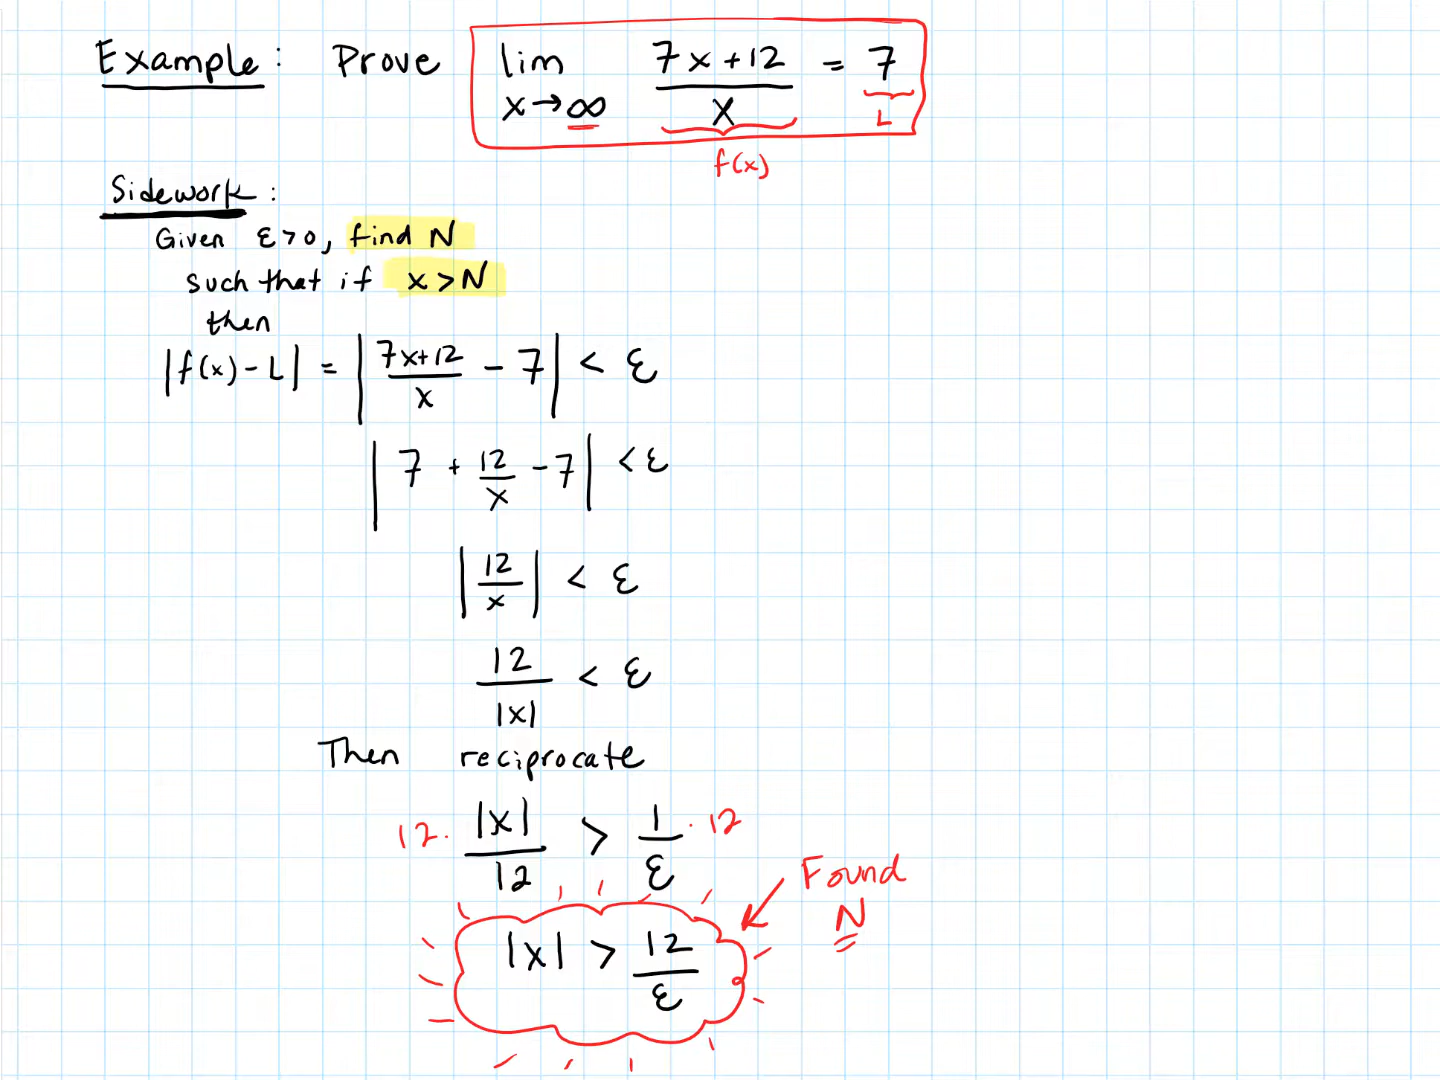 Example: Prove lim x→∞ (7x+12)/x = 7
L
f(x)
Sidework:
Given ε>0, find N
such that if x>N
then
|f(x)-L| = |(7x+12)/x - 7| < ε
|7 + 12/x - 7| < ε
|12/x| < ε
12/|x| < ε
Then reciprocate
12· |x|/12 > 1/ε ·12
Found
N
|x| > 12/ε